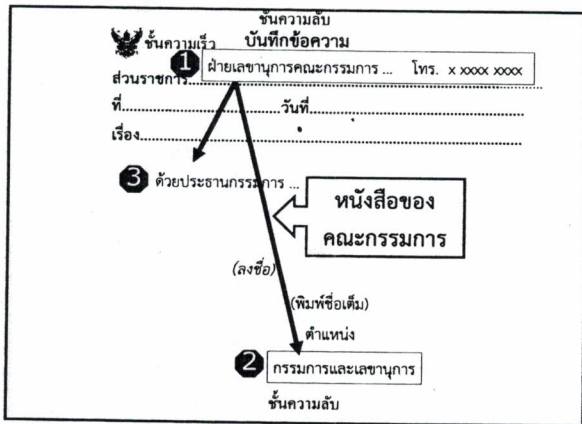 ชั้นความลับ
ชั้นความเร็ว บันทึกข้อความ
1 ฝ่ายเลขานุการคณะกรรมการ ... โทร. x xxxx xxxx
ส่วนราชการ
ที่ วันที่
เรื่อง
3 ด้วยประธานกรรมการ ...
หนังสือของ
คณะกรรมการ
(ลงชื่อ)
(พิมพ์ชื่อเต็ม)
ตำแหน่ง
2 กรรมการและเลขานุการ
ชั้นความลับ